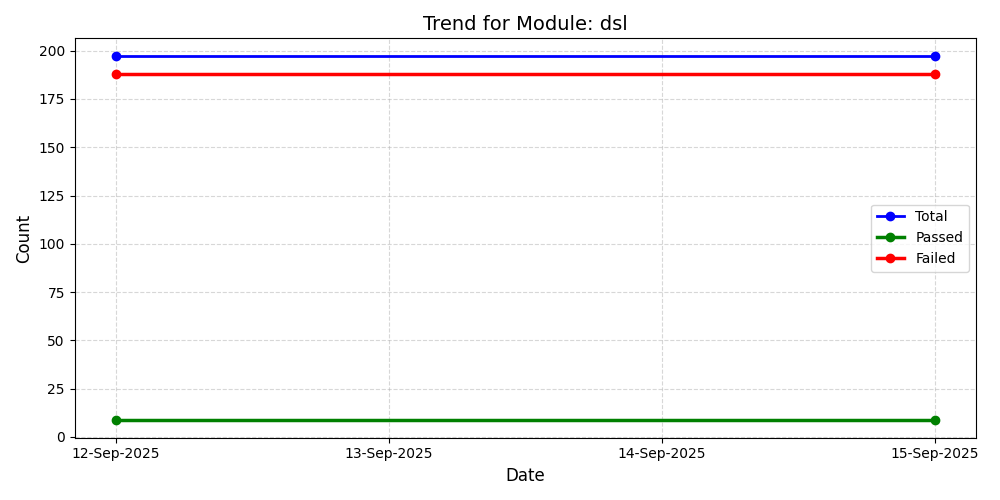 Trend for Module: dsl
Count
200
175
150
125
100
75
50
25
0
Total
Passed
Failed
12-Sep-2025
13-Sep-2025
14-Sep-2025
15-Sep-2025
Date